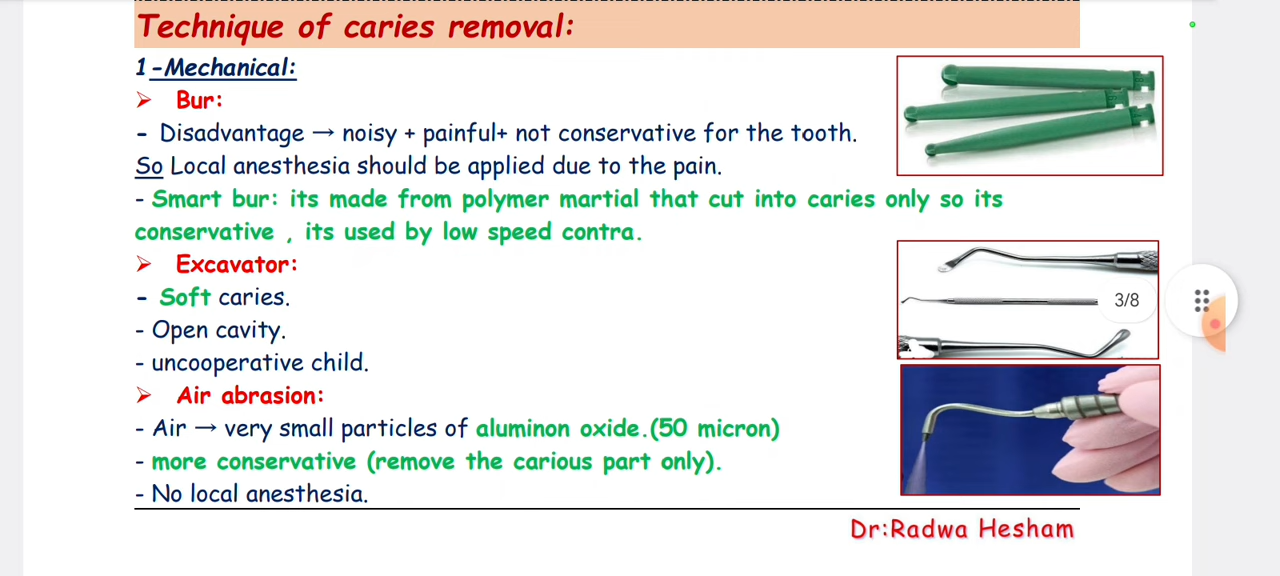 Technique of caries removal:
1-Mechanical:
➤ Bur:
- Disadvantage → noisy + painful+ not conservative for the tooth.
So Local anesthesia should be applied due to the pain.
- Smart bur: its made from polymer martial that cut into caries only so its
conservative , its used by low speed contra.
➤ Excavator:
- Soft caries.
- Open cavity.
- uncooperative child.
3/8
➤ Air abrasion:
- Air → very small particles of aluminon oxide.(50 micron)
- more conservative (remove the carious part only).
- No local anesthesia.
Dr:Radwa Hesham